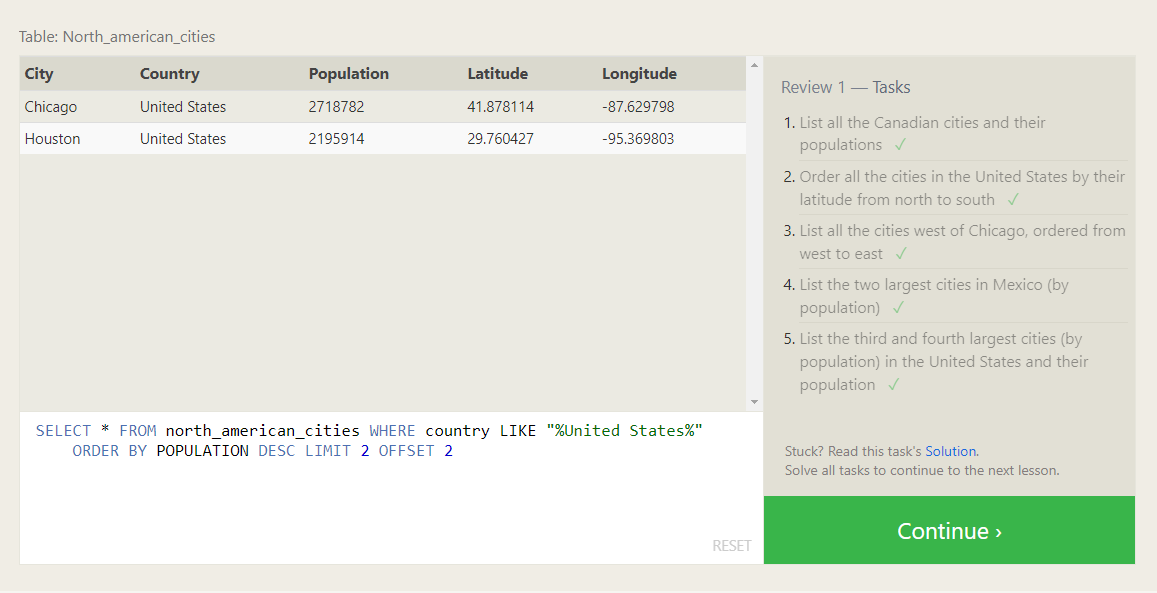 Table: North_american_cities
City Country Population Latitude Longitude
Chicago United States 2718782 41.878114 -87.629798
Houston United States 2195914 29.760427 -95.369803
SELECT * FROM north_american_cities WHERE country LIKE "%United States%"
ORDER BY POPULATION DESC LIMIT 2 OFFSET 2
RESET
Review 1 — Tasks
1. List all the Canadian cities and their
populations ✓
2. Order all the cities in the United States by their
latitude from north to south ✓
3. List all the cities west of Chicago, ordered from
west to east ✓
4. List the two largest cities in Mexico (by
population) ✓
5. List the third and fourth largest cities (by
population) in the United States and their
population ✓
Stuck? Read this task's Solution.
Solve all tasks to continue to the next lesson.
Continue ›